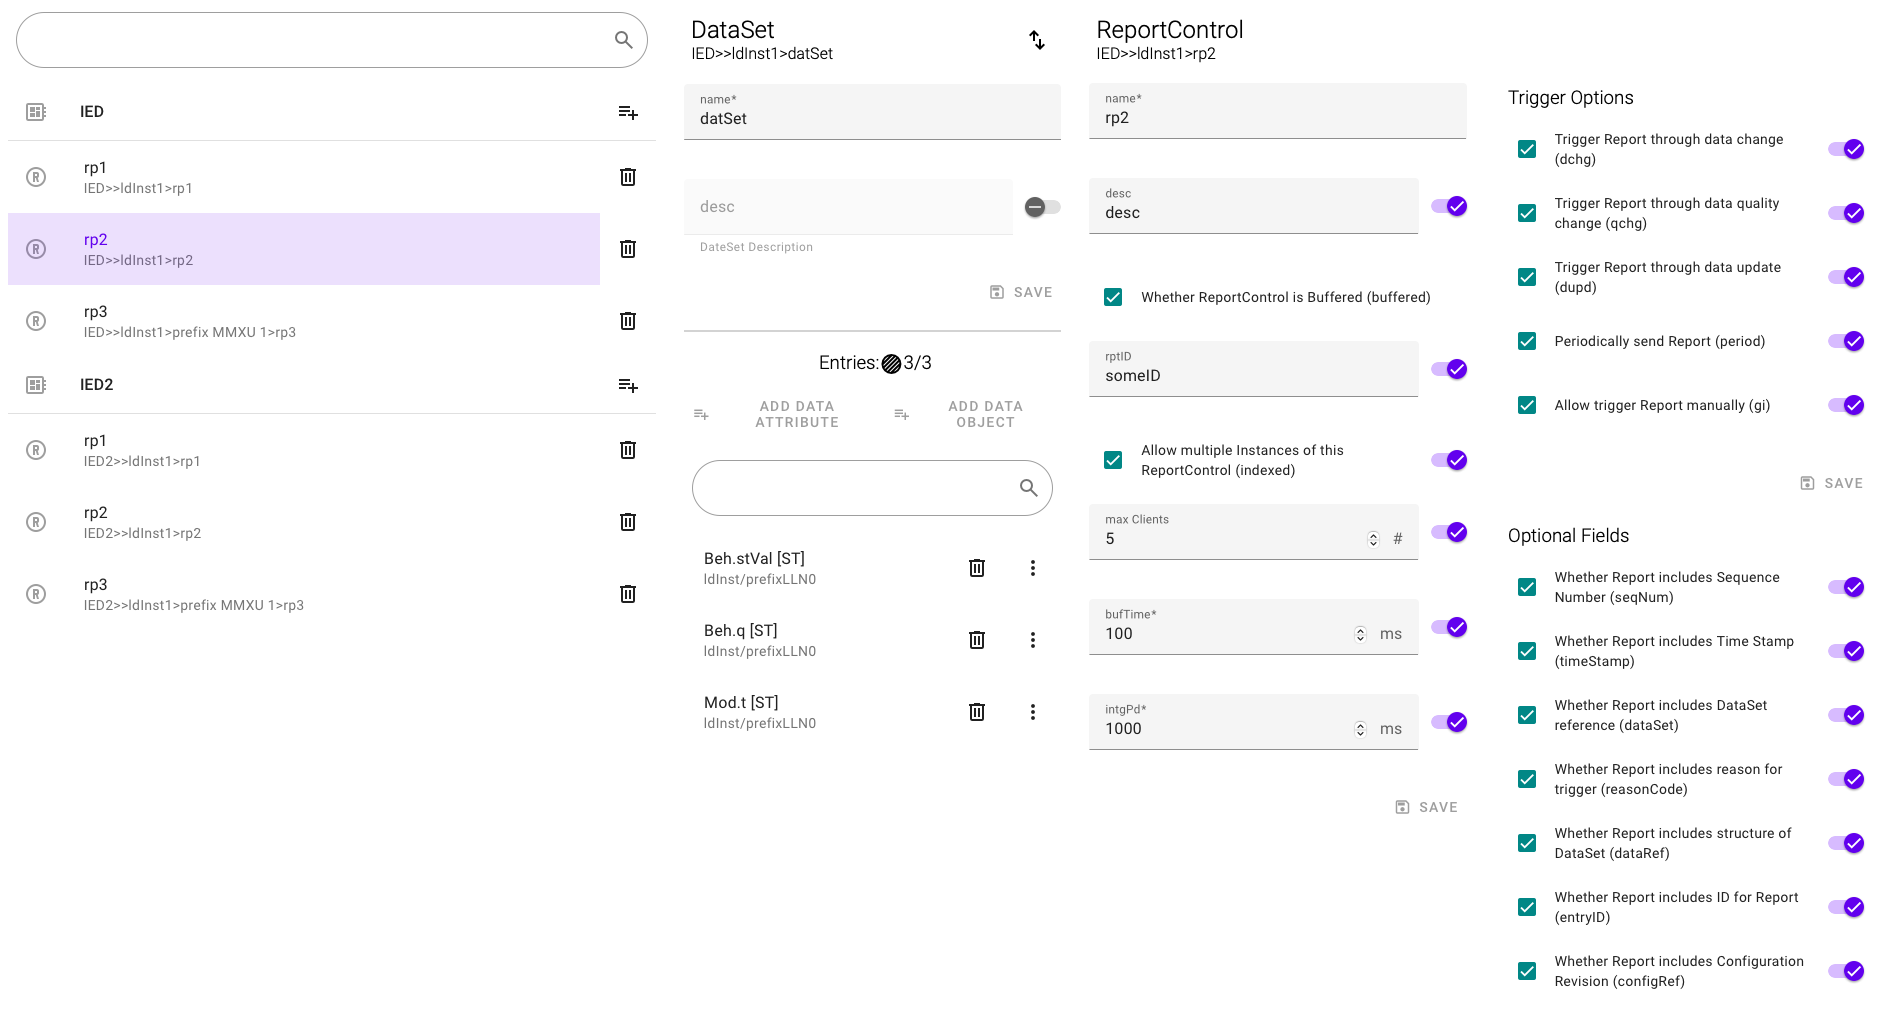 IED
rp1
IED>>ldInst1>rp1
rp2
IED>>ldInst1>rp2
rp3
IED>>ldInst1>prefix MMXU 1>rp3
IED2
rp1
IED2>>ldInst1>rp1
rp2
IED2>>ldInst1>rp2
rp3
IED2>>ldInst1>prefix MMXU 1>rp3
DataSet
IED>>ldInst1>datSet
name*
datSet
desc
DateSet Description
SAVE
Entries: 3/3
ADD DATA
ATTRIBUTE
ADD DATA
OBJECT
Beh.stVal [ST]
ldInst/prefixLLN0
Beh.q [ST]
ldInst/prefixLLN0
Mod.t [ST]
ldInst/prefixLLN0
ReportControl
IED>>ldInst1>rp2
name*
rp2
desc
desc
Whether ReportControl is Buffered (buffered)
rptID
someID
Allow multiple Instances of this
ReportControl (indexed)
max Clients
5 #
bufTime*
100 ms
intgPd*
1000 ms
SAVE
Trigger Options
Trigger Report through data change
(dchg)
Trigger Report through data quality
change (qchg)
Trigger Report through data update
(dupd)
Periodically send Report (period)
Allow trigger Report manually (gi)
SAVE
Optional Fields
Whether Report includes Sequence
Number (seqNum)
Whether Report includes Time Stamp
(timeStamp)
Whether Report includes DataSet
reference (dataSet)
Whether Report includes reason for
trigger (reasonCode)
Whether Report includes structure of
DataSet (dataRef)
Whether Report includes ID for Report
(entryID)
Whether Report includes Configuration
Revision (configRef)